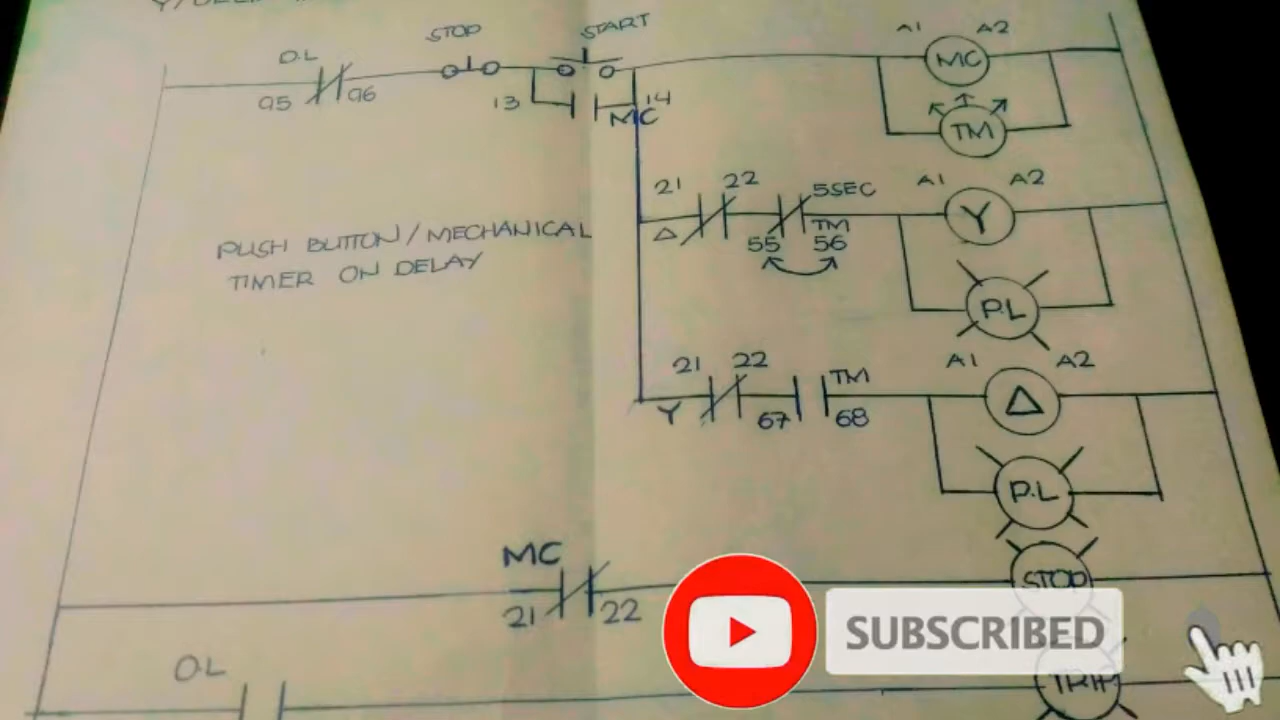 STOP START A1 A2
O.L MC
95 96 13 14
MC TM
21 22 5SEC A1 A2
Y
Δ TM
55 56
PUSH BUTTON/MECHANICAL
TIMER ON DELAY
P.L
21 22 TM A1 A2
Δ
Y 67 68
P.L
MC
STOP
21 22
SUBSCRIBED
O.L
TRIP